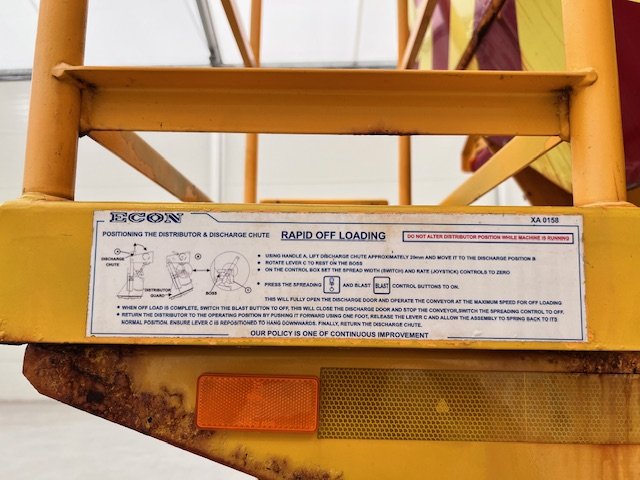 ECON
XA 0158
POSITIONING THE DISTRIBUTOR & DISCHARGE CHUTE
RAPID OFF LOADING
DO NOT ALTER DISTRIBUTOR POSITION WHILE MACHINE IS RUNNING
DISCHARGE
CHUTE
DISTRIBUTOR
GUARD
BOSS
USING HANDLE A, LIFT DISCHARGE CHUTE APPROXIMATELY 20mm AND MOVE IT TO THE DISCHARGE POSITION B
ROTATE LEVER C TO REST ON THE BOSS
ON THE CONTROL BOX SET THE SPREAD WIDTH (SWITCH) AND RATE (JOYSTICK) CONTROLS TO ZERO
PRESS THE SPREADING AND BLAST BLAST CONTROL BUTTONS TO ON.
THIS WILL FULLY OPEN THE DISCHARGE DOOR AND OPERATE THE CONVEYOR AT THE MAXIMUM SPEED FOR OFF LOADING
WHEN OFF LOAD IS COMPLETE, SWITCH THE BLAST BUTTON TO OFF. THIS WILL CLOSE THE DISCHARGE DOOR AND STOP THE CONVEYOR, SWITCH THE SPREADING CONTROL TO OFF.
RETURN THE DISTRIBUTOR TO THE OPERATING POSITION BY PUSHING IT FORWARD USING ONE FOOT, RELEASE THE LEVER C AND ALLOW THE ASSEMBLY TO SPRING BACK TO ITS
NORMAL POSITION. ENSURE LEVER C IS REPOSITIONED TO HANG DOWNWARDS. FINALLY, RETURN THE DISCHARGE CHUTE.
OUR POLICY IS ONE OF CONTINUOUS IMPROVEMENT